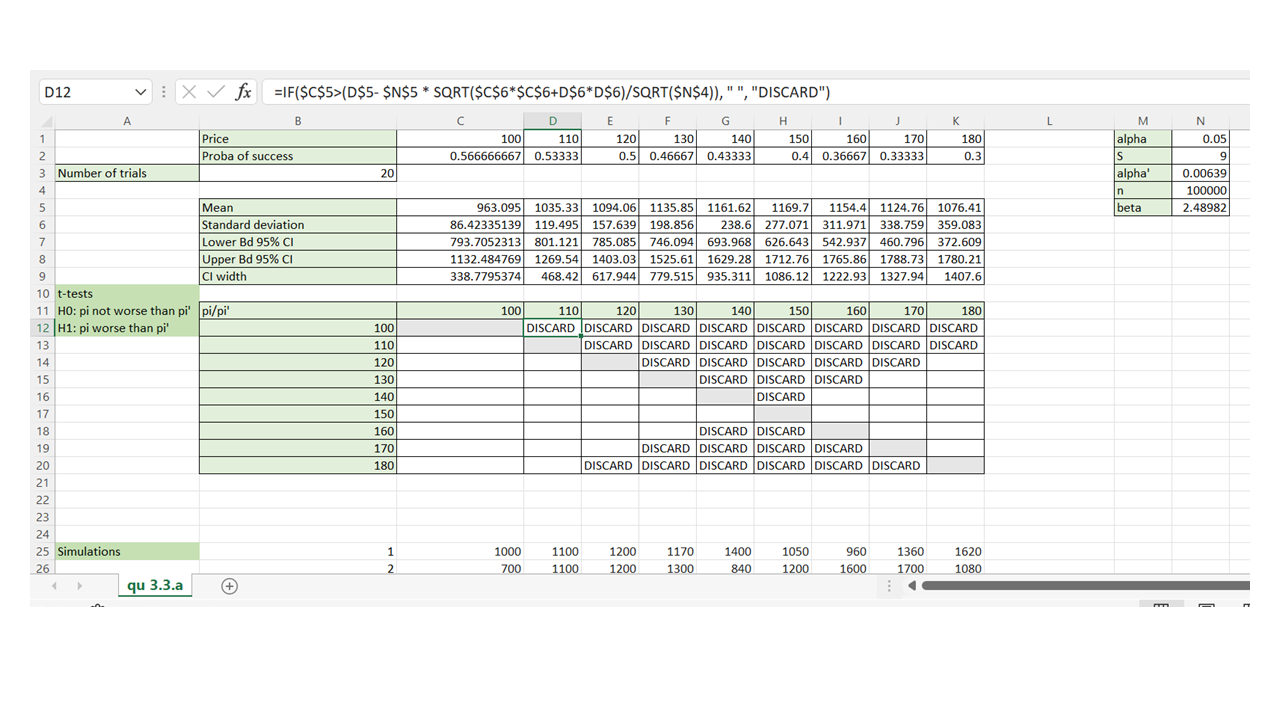 D12 fx =IF($C$5>(D$5- $N$5 * SQRT($C$6*$C$6+D$6*D$6)/SQRT($N$4)), " ", "DISCARD")
A B C D E F G H I J K L M N
1 Price 100 110 120 130 140 150 160 170 180 alpha 0.05
2 Proba of success 0.566666667 0.53333 0.5 0.46667 0.43333 0.4 0.36667 0.33333 0.3 S 9
3 Number of trials 20 alpha' 0.00639
4 n 100000
5 Mean 963.095 1035.33 1094.06 1135.85 1161.62 1169.7 1154.4 1124.76 1076.41 beta 2.48982
6 Standard deviation 86.42335139 119.495 157.639 198.856 238.6 277.071 311.971 338.759 359.083
7 Lower Bd 95% CI 793.7052313 801.121 785.085 746.094 693.968 626.643 542.937 460.796 372.609
8 Upper Bd 95% CI 1132.484769 1269.54 1403.03 1525.61 1629.28 1712.76 1765.86 1788.73 1780.21
9 CI width 338.7795374 468.42 617.944 779.515 935.311 1086.12 1222.93 1327.94 1407.6
10 t-tests
11 H0: pi not worse than pi' pi/pi' 100 110 120 130 140 150 160 170 180
12 H1: pi worse than pi' 100 DISCARD DISCARD DISCARD DISCARD DISCARD DISCARD DISCARD DISCARD
13 110 DISCARD DISCARD DISCARD DISCARD DISCARD DISCARD DISCARD
14 120 DISCARD DISCARD DISCARD DISCARD DISCARD
15 130 DISCARD DISCARD DISCARD
16 140 DISCARD
17 150
18 160 DISCARD DISCARD
19 170 DISCARD DISCARD DISCARD DISCARD
20 180 DISCARD DISCARD DISCARD DISCARD DISCARD DISCARD
21
22
23
24
25 Simulations 1 1000 1100 1200 1170 1400 1050 960 1360 1620
26 2 700 1100 1200 1300 840 1200 1600 1700 1080
qu 3.3.a